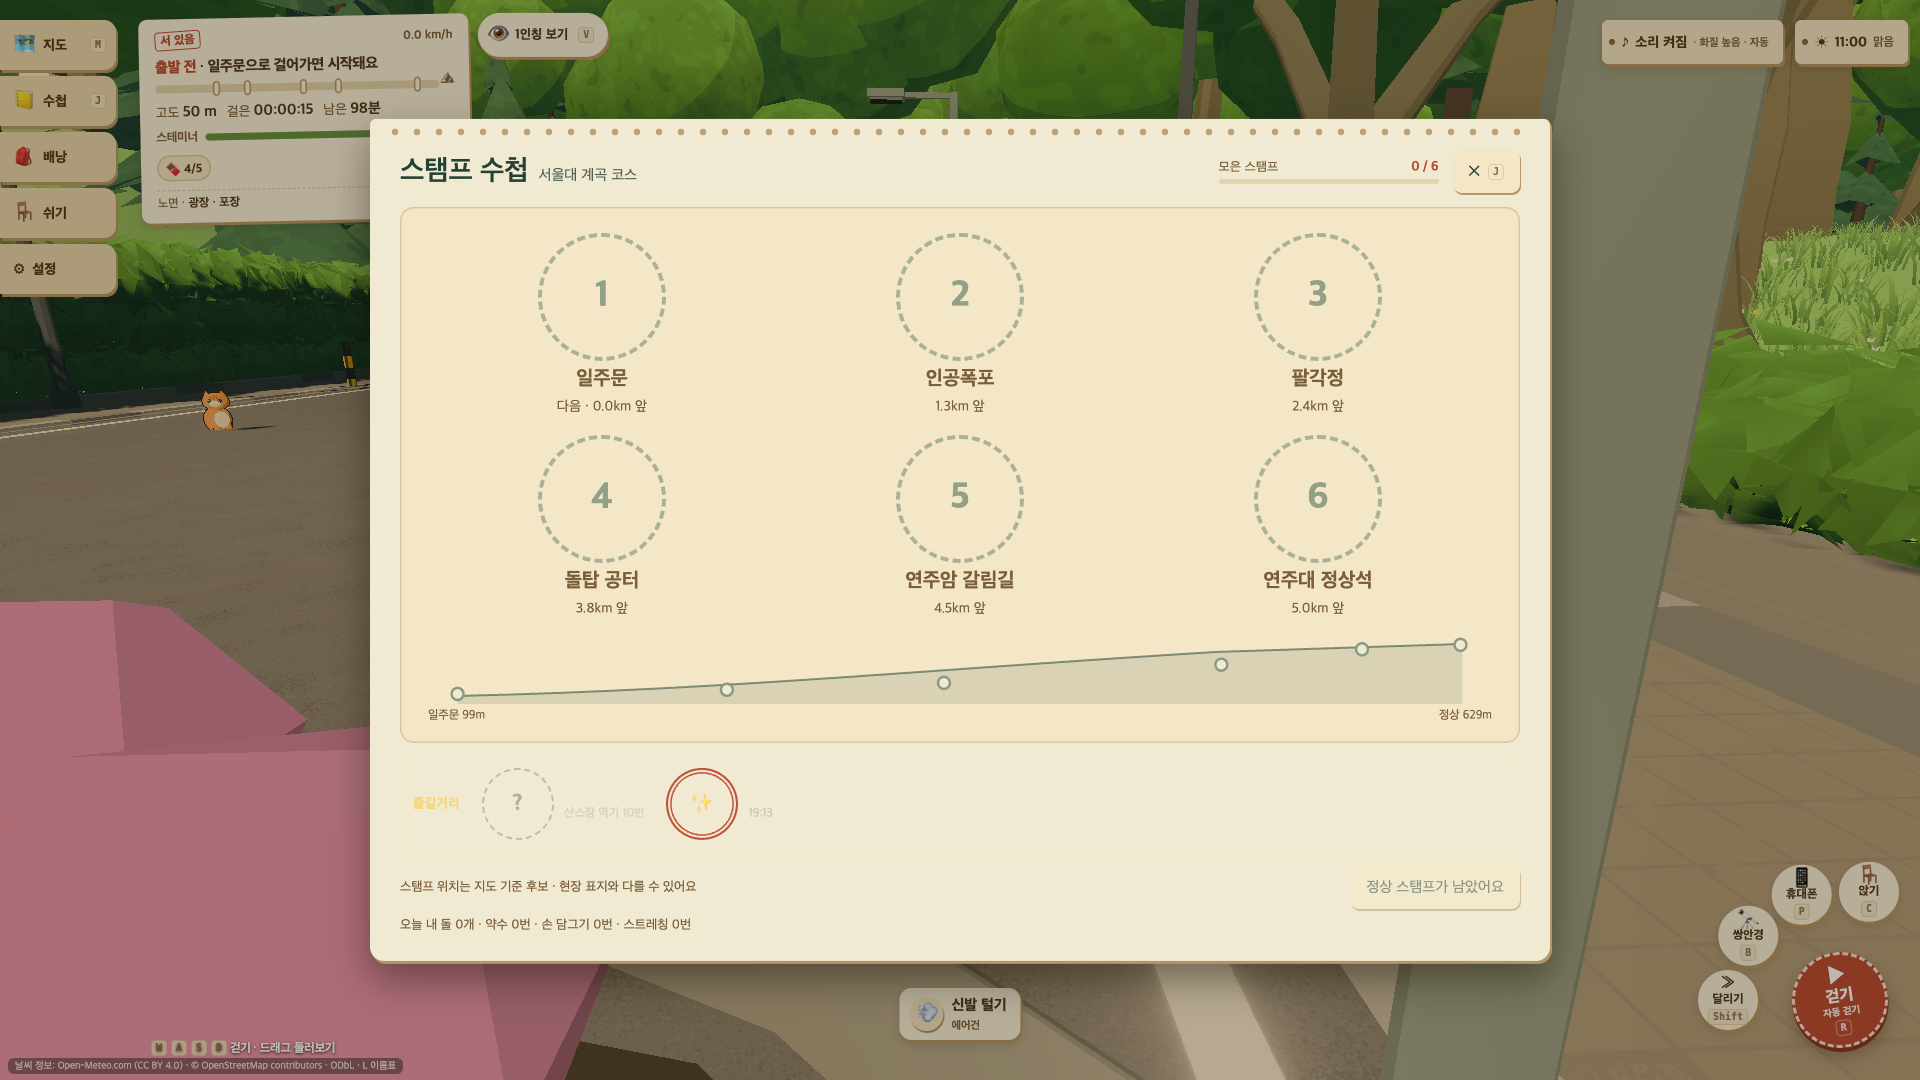 지도 M
수첩 J
배낭
쉬기
설정
서 있음
0.0 km/h
출발 전 · 일주문으로 걸어가면 시작돼요
고도 50 m 걸은 00:00:15 남은 98분
스테미너
4/5
노면 · 광장 · 포장
1인칭 보기 V
♪ 소리 켜짐 · 화질 높음 · 자동
11:00 맑음
스탬프 수첩 서울대 계곡 코스
모은 스탬프 0 / 6
× J
1
일주문
다음 · 0.0km 앞
2
인공폭포
1.3km 앞
3
팔각정
2.4km 앞
4
돌탑 공터
3.8km 앞
5
연주암 갈림길
4.5km 앞
6
연주대 정상석
5.0km 앞
일주문 99m
정상 629m
즐길거리
?
산스장 역기 10번
19:13
스탬프 위치는 지도 기준 후보 · 현장 표지와 다를 수 있어요
정상 스탬프가 남았어요
오늘 내 돌 0개 · 약수 0번 · 손 담그기 0번 · 스트레칭 0번
신발 털기
에어건
휴대폰
P
앉기
C
쌍안경
B
달리기
Shift
걷기
자동 걷기
R
W A S D 걷기 · 드래그 둘러보기
날씨 정보: Open-Meteo.com (CC BY 4.0) · © OpenStreetMap contributors · ODbL · L 이름표